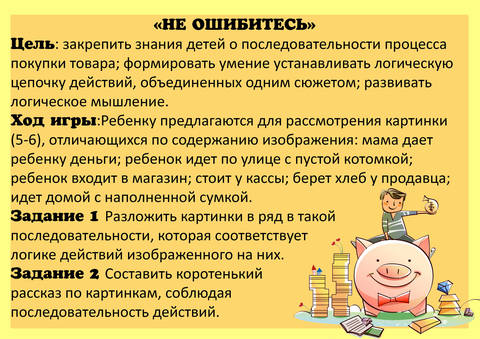 «НЕ ОШИБИТЕСЬ»
Цель: закрепить знания детей о последовательности процесса
покупки товара; формировать умение устанавливать логическую
цепочку действий, объединенных одним сюжетом; развивать
логическое мышление.
Ход игры:Ребенку предлагаются для рассмотрения картинки
(5-6), отличающихся по содержанию изображения: мама дает
ребенку деньги; ребенок идет по улице с пустой котомкой;
ребенок входит в магазин; стоит у кассы; берет хлеб у продавца;
идет домой с наполненной сумкой.
Задание 1 Разложить картинки в ряд в такой
последовательности, которая соответствует
логике действий изображенного на них.
Задание 2 Составить коротенький
рассказ по картинкам, соблюдая
последовательность действий.